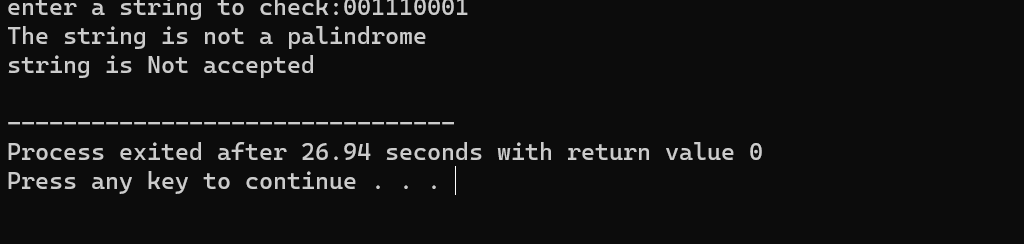 enter a string to check:001110001
The string is not a palindrome
string is Not accepted
--------------------------------
Process exited after 26.94 seconds with return value 0
Press any key to continue . . .